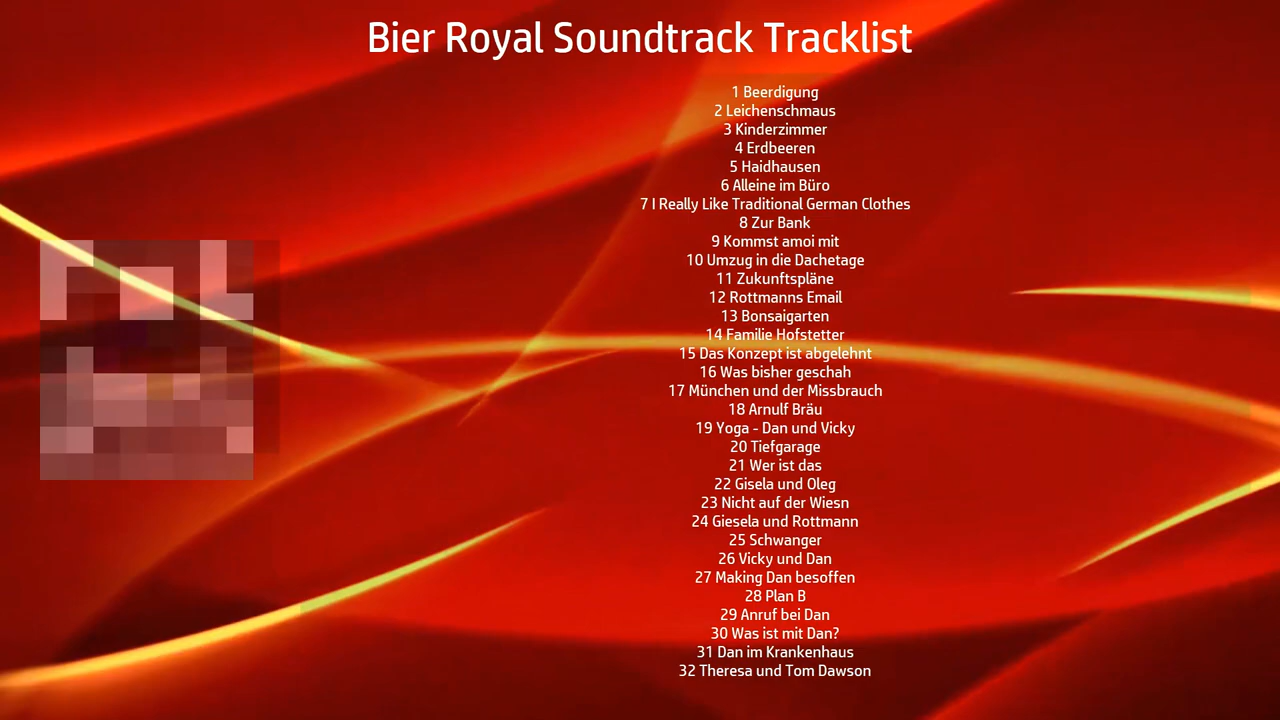 Bier Royal Soundtrack Tracklist
1 Beerdigung
2 Leichenschmaus
3 Kinderzimmer
4 Erdbeeren
5 Haidhausen
6 Alleine im Büro
7 I Really Like Traditional German Clothes
8 Zur Bank
9 Kommst amoi mit
10 Umzug in die Dachetage
11 Zukunftspläne
12 Rottmanns Email
13 Bonsaigarten
14 Familie Hofstetter
15 Das Konzept ist abgelehnt
16 Was bisher geschah
17 München und der Missbrauch
18 Arnulf Bräu
19 Yoga - Dan und Vicky
20 Tiefgarage
21 Wer ist das
22 Gisela und Oleg
23 Nicht auf der Wiesn
24 Giesela und Rottmann
25 Schwanger
26 Vicky und Dan
27 Making Dan besoffen
28 Plan B
29 Anruf bei Dan
30 Was ist mit Dan?
31 Dan im Krankenhaus
32 Theresa und Tom Dawson